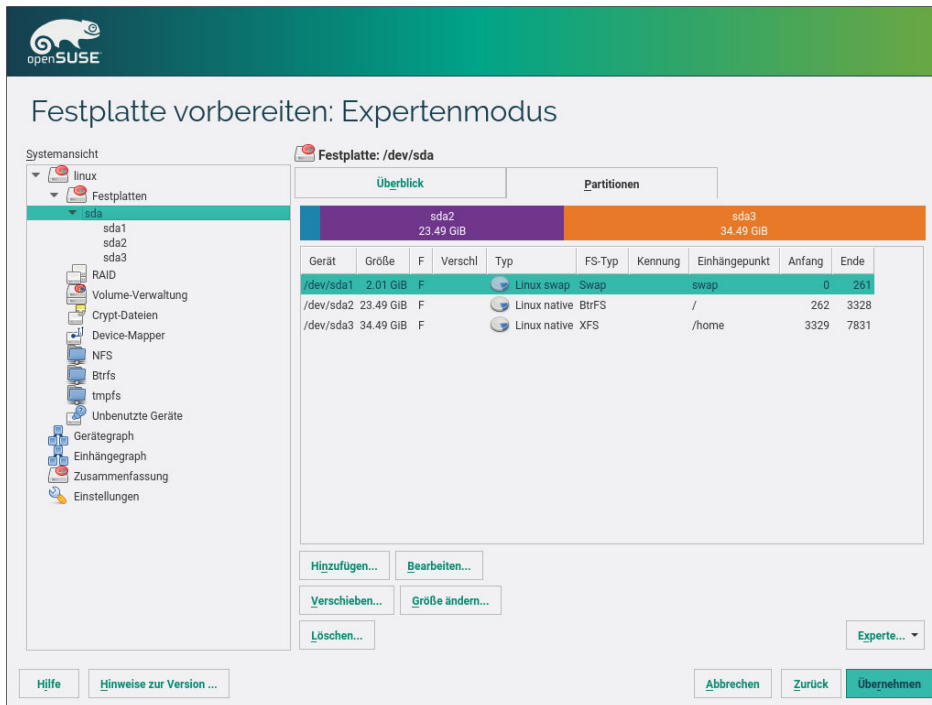 openSUSE
Festplatte vorbereiten: Expertenmodus
Systemansicht
linux
Festplatten
sda
sda1
sda2
sda3
RAID
Volume-Verwaltung
Crypt-Dateien
Device-Mapper
NFS
Btrfs
tmpfs
Unbenutzte Geräte
Gerätegraph
Einhängegraph
Zusammenfassung
Einstellungen
Festplatte: /dev/sda
Überblick Partitionen
sda2 sda3
23.49 GiB 34.49 GiB
Gerät Größe F Verschl Typ FS-Typ Kennung Einhängepunkt Anfang Ende
/dev/sda1 2.01 GiB F Linux swap Swap swap 0 261
/dev/sda2 23.49 GiB F Linux native BtrFS / 262 3328
/dev/sda3 34.49 GiB F Linux native XFS /home 3329 7831
Hinzufügen... Bearbeiten...
Verschieben... Größe ändern...
Löschen... Experte...
Hilfe Hinweise zur Version ... Abbrechen Zurück Übernehmen